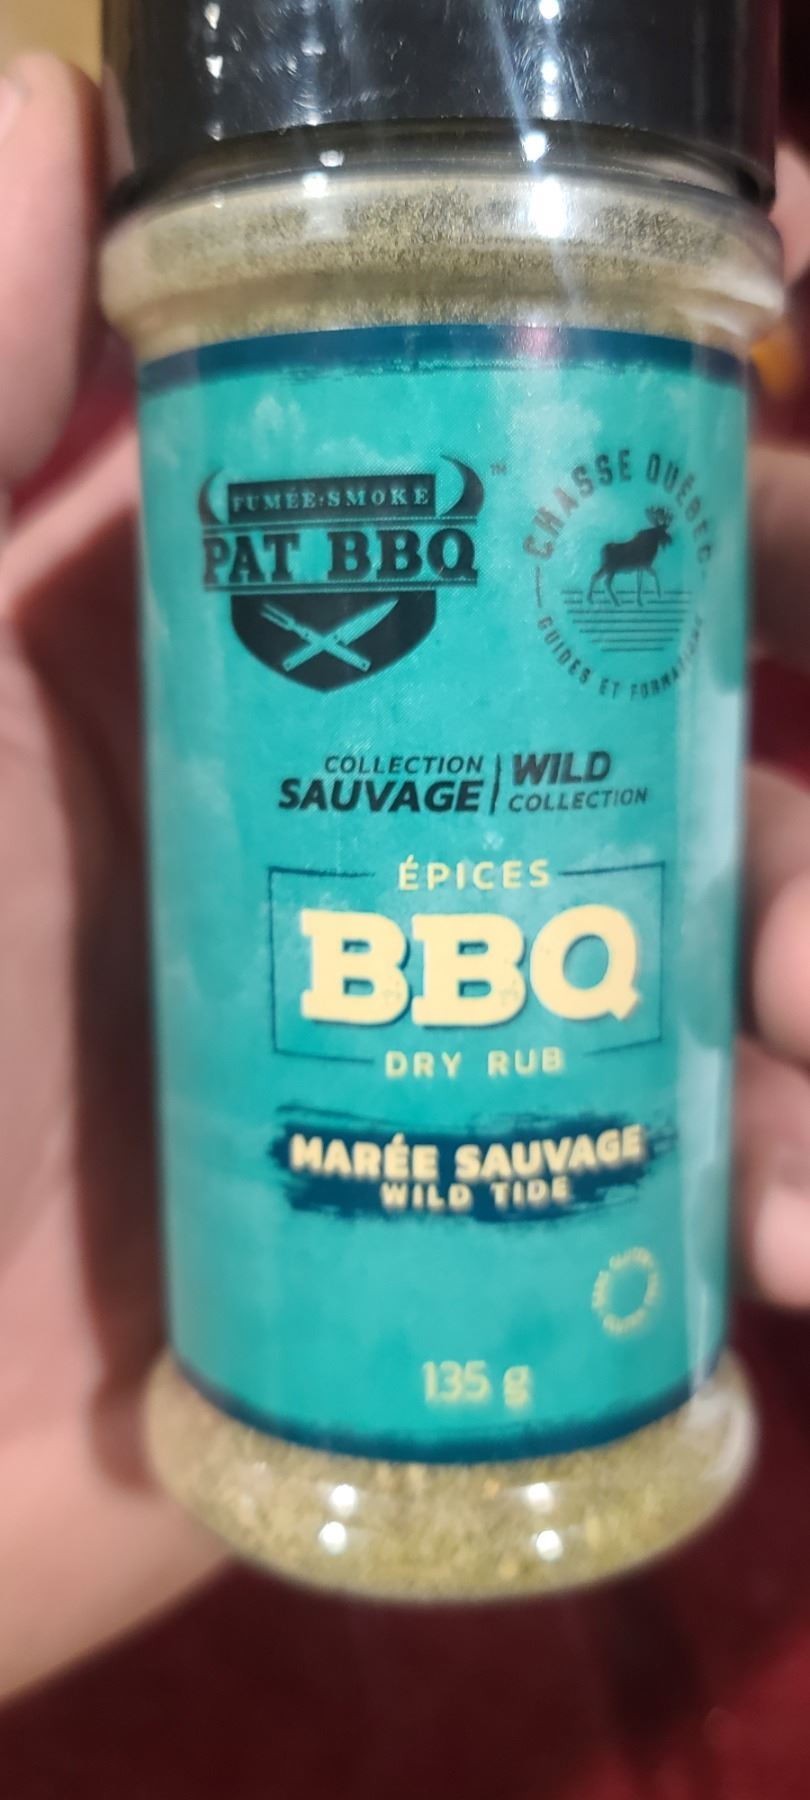 FUMÉE·SMOKE
PAT BBQ
™
CHASSE QUÉBEC
GUIDES ET FORMATIONS
COLLECTION SAUVAGE
WILD COLLECTION
ÉPICES
BBQ
DRY RUB
MARÉE SAUVAGE
WILD TIDE
135 g